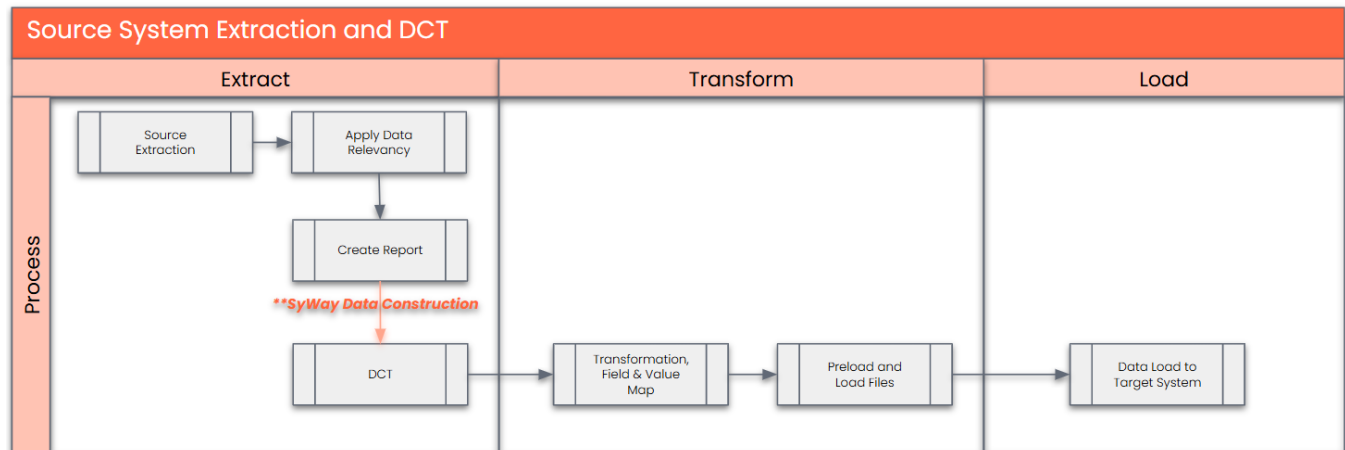 Source System Extraction and DCT
Extract
Transform
Load
Process
Source
Extraction
Apply Data
Relevancy
Create Report
**SyWay Data Construction
DCT
Transformation,
Field & Value
Map
Preload and
Load Files
Data Load to
Target System